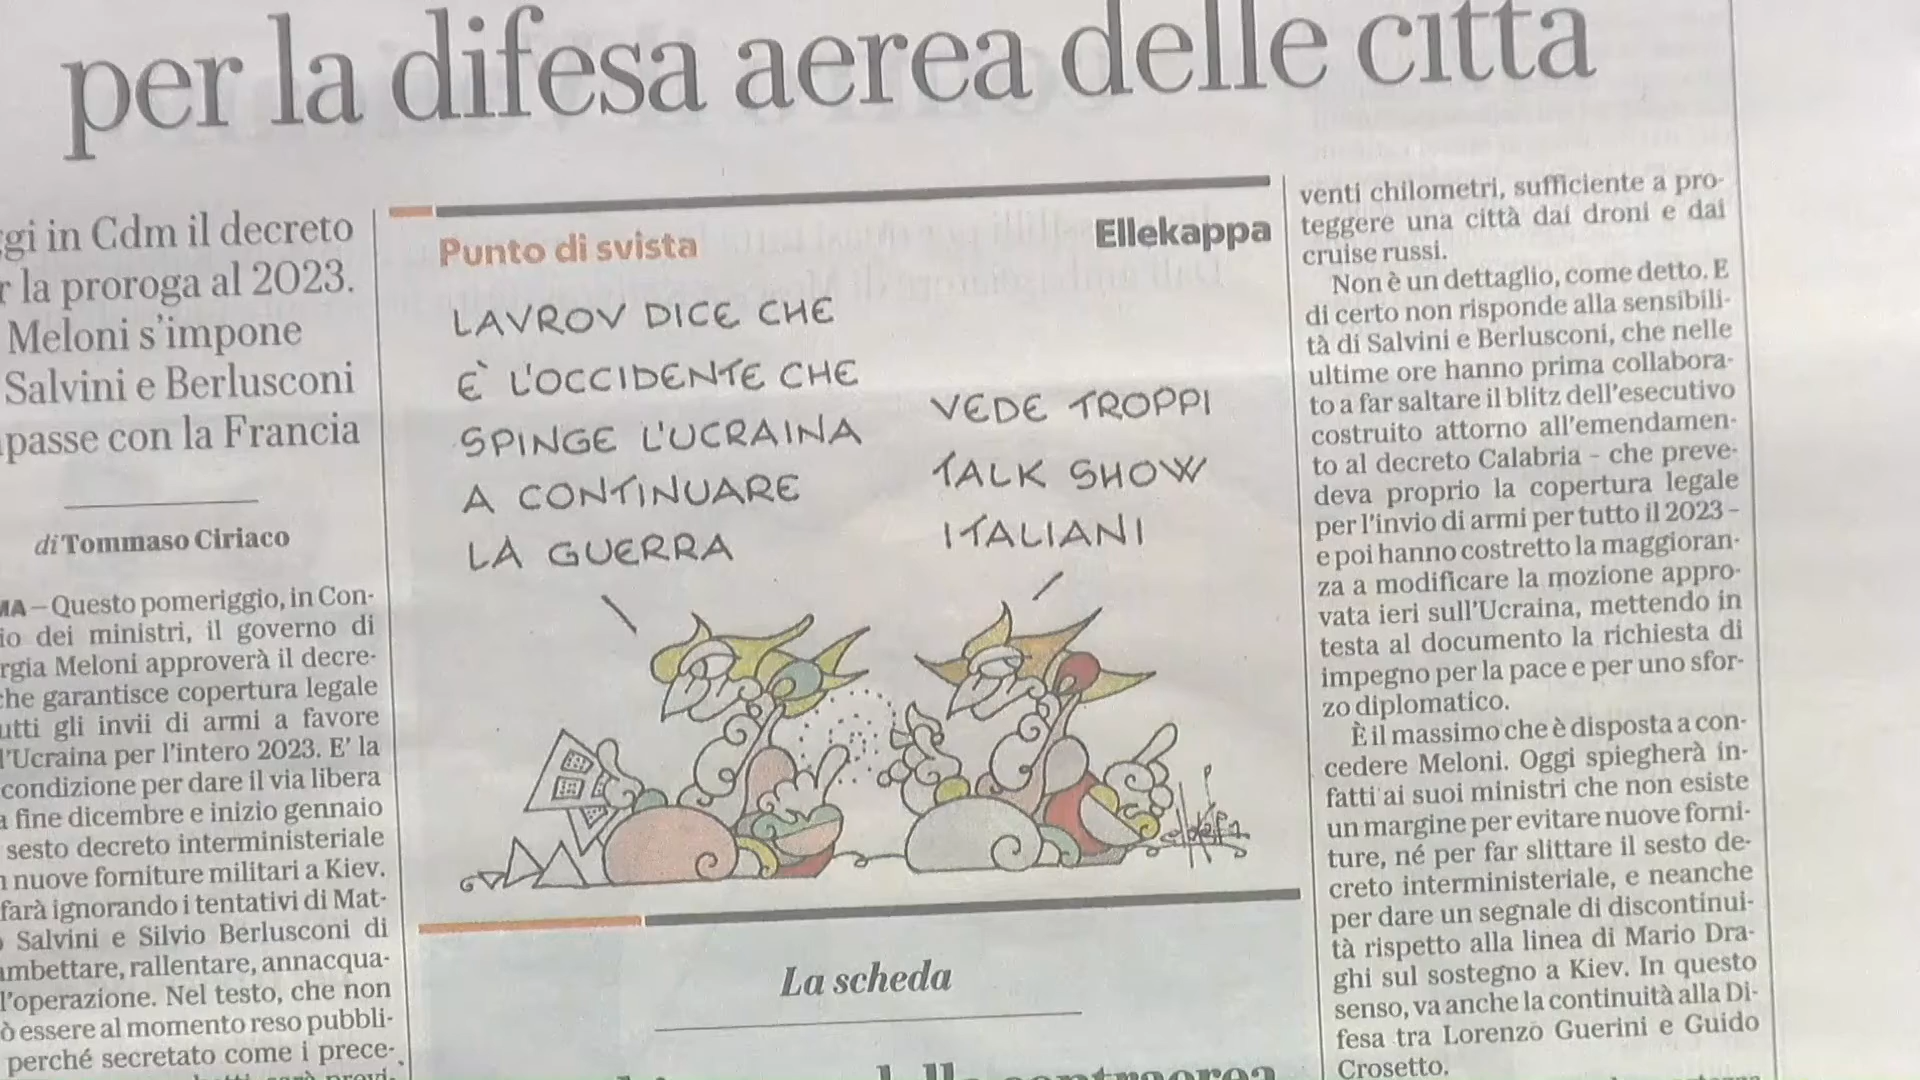 per la difesa aerea delle città
gi in Cdm il decreto
r la proroga al 2023.
Meloni s'impone
Salvini e Berlusconi
passe con la Francia
di Tommaso Ciriaco
MA – Questo pomeriggio, in Con-
io dei ministri, il governo di
rgia Meloni approverà il decre-
che garantisce copertura legale
utti gli invii di armi a favore
l'Ucraina per l'intero 2023. E' la
condizione per dare il via libera
a fine dicembre e inizio gennaio
sesto decreto interministeriale
n nuove forniture militari a Kiev.
farà ignorando i tentativi di Mat-
o Salvini e Silvio Berlusconi di
ambettare, rallentare, annacqua-
l'operazione. Nel testo, che non
ò essere al momento reso pubbli-
perché secretato come i prece-
Punto di svista
Ellekappa
LAVROV DICE CHE
È L'OCCIDENTE CHE
SPINGE L'UCRAINA
A CONTINUARE
LA GUERRA
VEDE TROPPI
TALK SHOW
ITALIANI
La scheda
venti chilometri, sufficiente a pro-
teggere una città dai droni e dai
cruise russi.
Non è un dettaglio, come detto. E
di certo non risponde alla sensibili-
tà di Salvini e Berlusconi, che nelle
ultime ore hanno prima collabora-
to a far saltare il blitz dell'esecutivo
costruito attorno all'emendamen-
to al decreto Calabria – che preve-
deva proprio la copertura legale
per l'invio di armi per tutto il 2023 –
e poi hanno costretto la maggioran-
za a modificare la mozione appro-
vata ieri sull'Ucraina, mettendo in
testa al documento la richiesta di
impegno per la pace e per uno sfor-
zo diplomatico.
È il massimo che è disposta a con-
cedere Meloni. Oggi spiegherà in-
fatti ai suoi ministri che non esiste
un margine per evitare nuove forni-
ture, né per far slittare il sesto de-
creto interministeriale, e neanche
per dare un segnale di discontinui-
tà rispetto alla linea di Mario Dra-
ghi sul sostegno a Kiev. In questo
senso, va anche la continuità alla Di-
fesa tra Lorenzo Guerini e Guido
Crosetto.